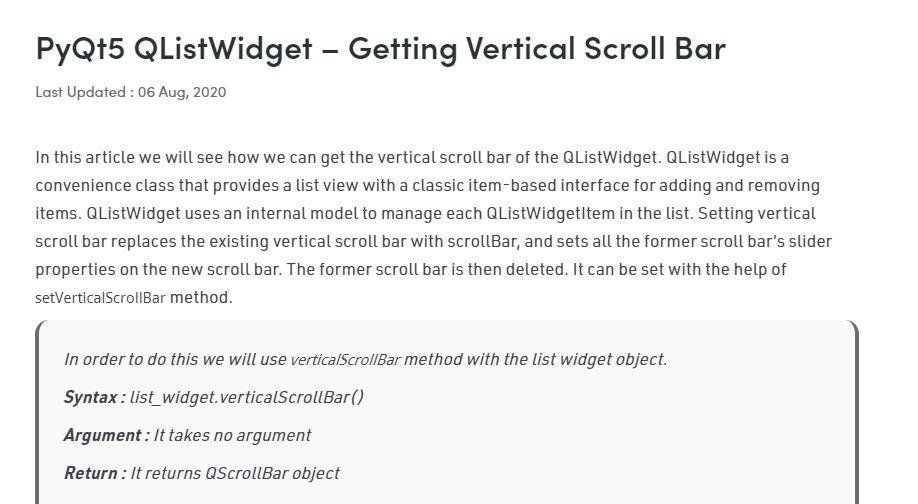 PyQt5 QListWidget – Getting Vertical Scroll Bar
Last Updated : 06 Aug, 2020
In this article we will see how we can get the vertical scroll bar of the QListWidget. QListWidget is a
convenience class that provides a list view with a classic item-based interface for adding and removing
items. QListWidget uses an internal model to manage each QListWidgetItem in the list. Setting vertical
scroll bar replaces the existing vertical scroll bar with scrollBar, and sets all the former scroll bar’s slider
properties on the new scroll bar. The former scroll bar is then deleted. It can be set with the help of
setVerticalScrollBar method.
In order to do this we will use verticalScrollBar method with the list widget object.
Syntax : list_widget.verticalScrollBar()
Argument : It takes no argument
Return : It returns QScrollBar object